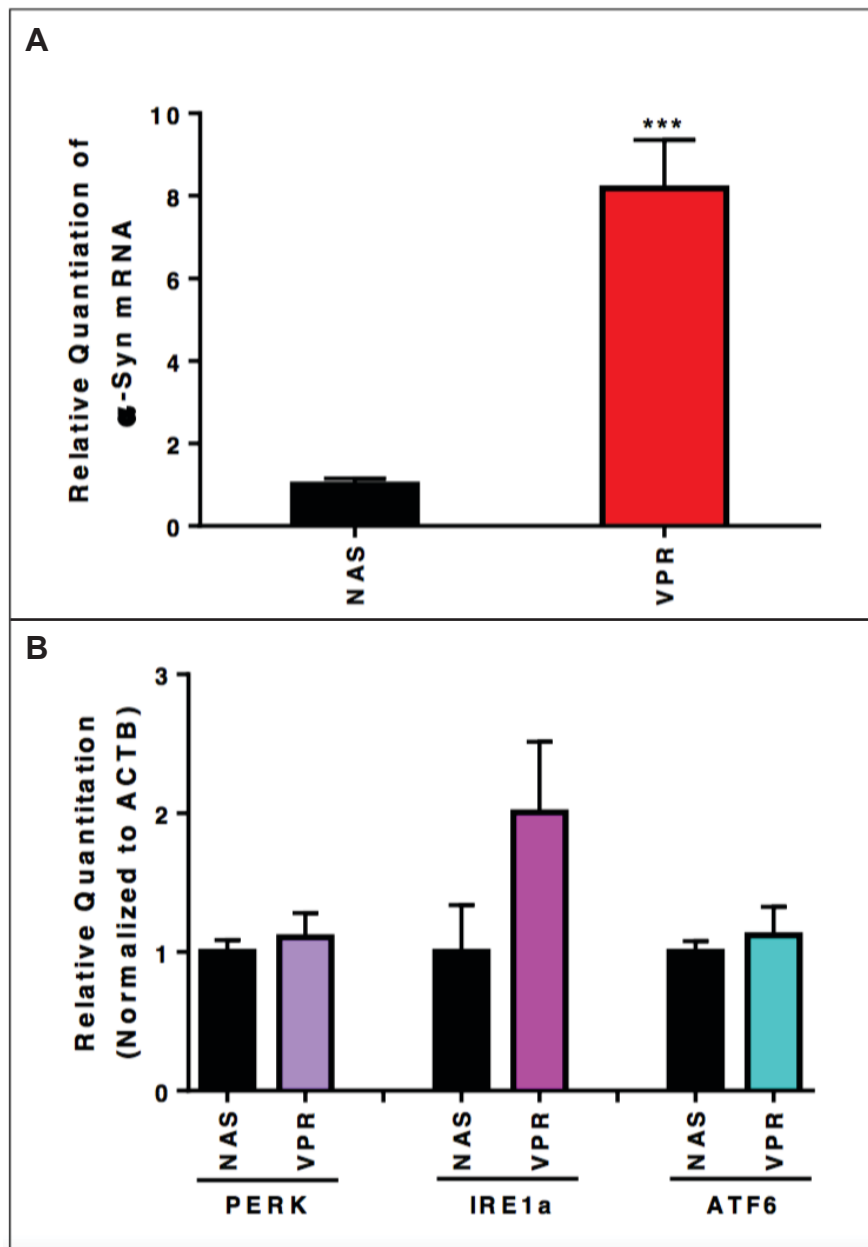 A
Relative Quantiation of
α-Syn mRNA
10
8
6
4
2
0
***
NAS
VPR
B
Relative Quantitation
(Normalized to ACTB)
3
2
1
0
NAS
VPR
NAS
VPR
NAS
VPR
PERK
IRE1a
ATF6